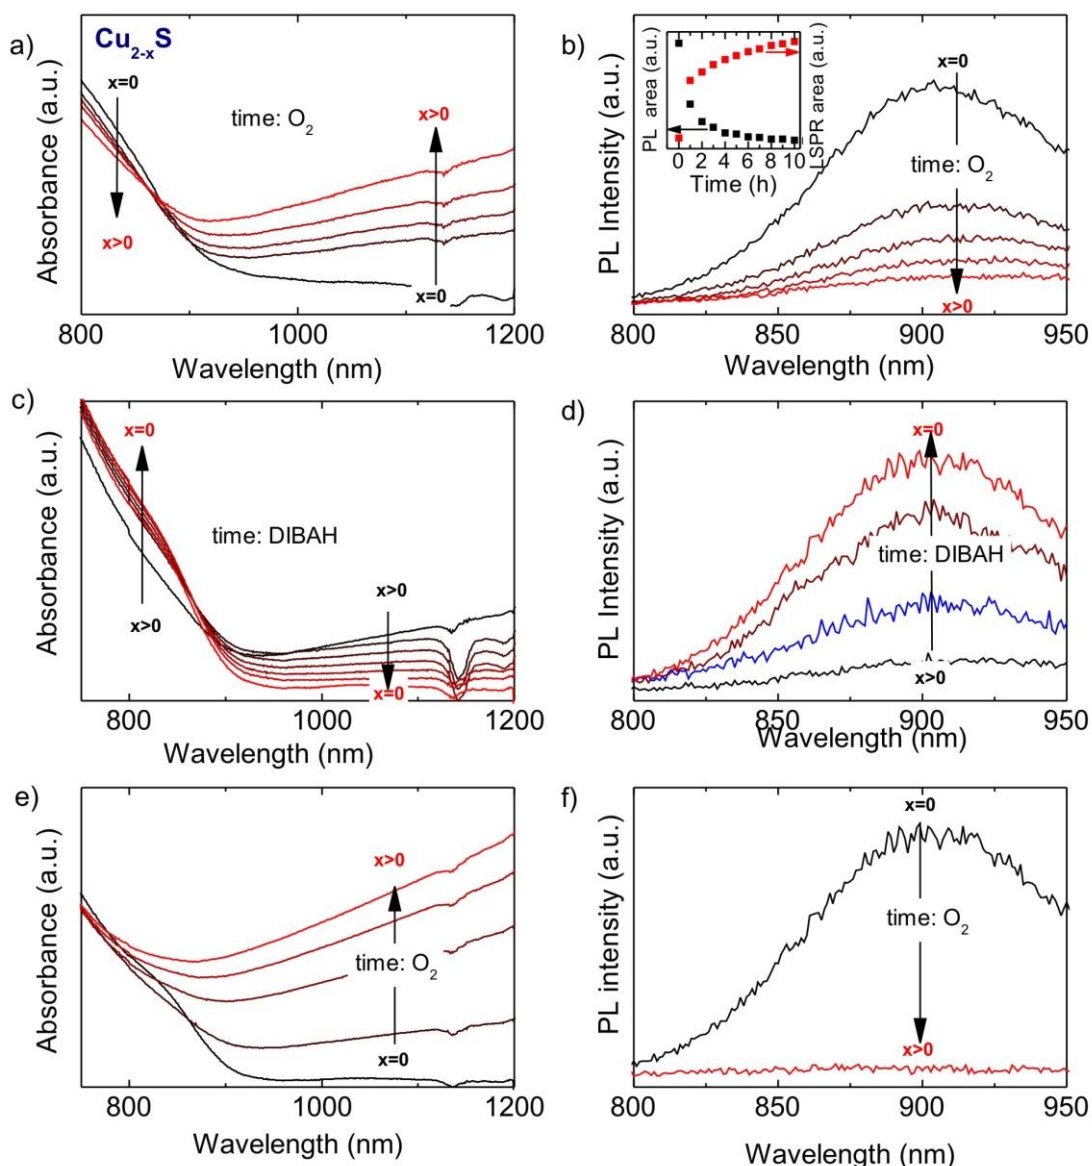 a)
Cu2-xS
x=0
time: O2
x>0
x>0
x=0
Absorbance (a.u.)
800 1000 1200
Wavelength (nm)
b)
PL area (a.u.)
LSPR area (a.u.)
0 2 4 6 8 10
Time (h)
x=0
time: O2
x>0
PL Intensity (a.u.)
800 850 900 950
Wavelength (nm)
c)
x=0
time: DIBAH
x>0
x>0
x=0
Absorbance (a.u.)
800 1000 1200
Wavelength (nm)
d)
x=0
time: DIBAH
x>0
PL Intensity (a.u.)
800 850 900 950
Wavelength (nm)
e)
x>0
time: O2
x=0
Absorbance (a.u.)
800 1000 1200
Wavelength (nm)
f)
x=0
time: O2
x>0
PL intensity (a.u.)
800 850 900 950
Wavelength (nm)